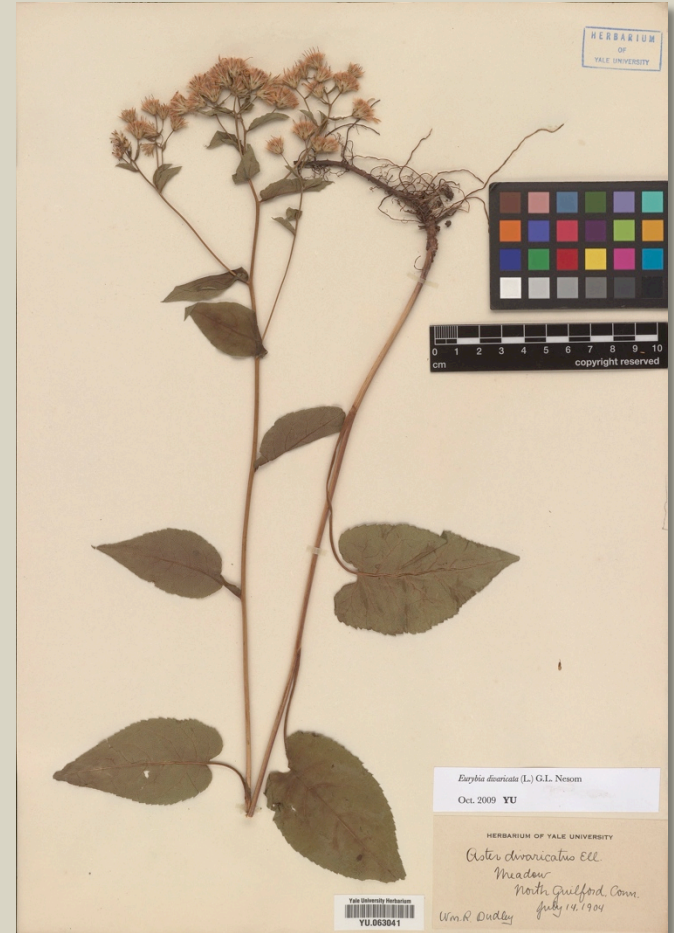 HERBARIUM
OF
YALE UNIVERSITY
0 1 2 3 4 5 6 7 8 9 10
cm copyright reserved
Eurybia divaricata (L.) G.L. Nesom
Oct. 2009 YU
HERBARIUM OF YALE UNIVERSITY
Aster divaricatus Ell.
Meadow
North Guilford, Conn.
July 14, 1904
Wm. R. Dudley
Yale University Herbarium
YU.063041